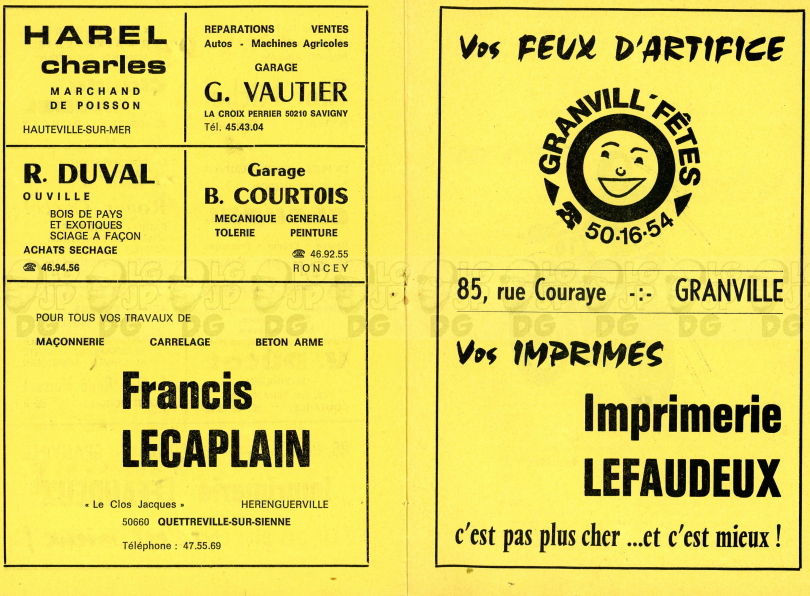 HAREL
charles
MARCHAND
DE POISSON
HAUTEVILLE-SUR-MER
REPARATIONS VENTES
Autos - Machines Agricoles
GARAGE
G. VAUTIER
LA CROIX PERRIER 50210 SAVIGNY
Tél. 45.43.04
R. DUVAL
OUVILLE
BOIS DE PAYS
ET EXOTIQUES
SCIAGE A FAÇON
ACHATS SECHAGE
☎ 46.94.56
Garage
B. COURTOIS
MECANIQUE GENERALE
TOLERIE PEINTURE
☎ 46.92.55
RONCEY
POUR TOUS VOS TRAVAUX DE
MAÇONNERIE CARRELAGE BETON ARME
Francis
LECAPLAIN
« Le Clos Jacques » HERENGUERVILLE
50660 QUETTREVILLE-SUR-SIENNE
Téléphone : 47.55.69
Vos FEUX D'ARTIFICE
GRANVILL'FÊTES
☎ 50-16-54
85, rue Couraye -:- GRANVILLE
Vos IMPRIMES
Imprimerie
LEFAUDEUX
c'est pas plus cher ...et c'est mieux !